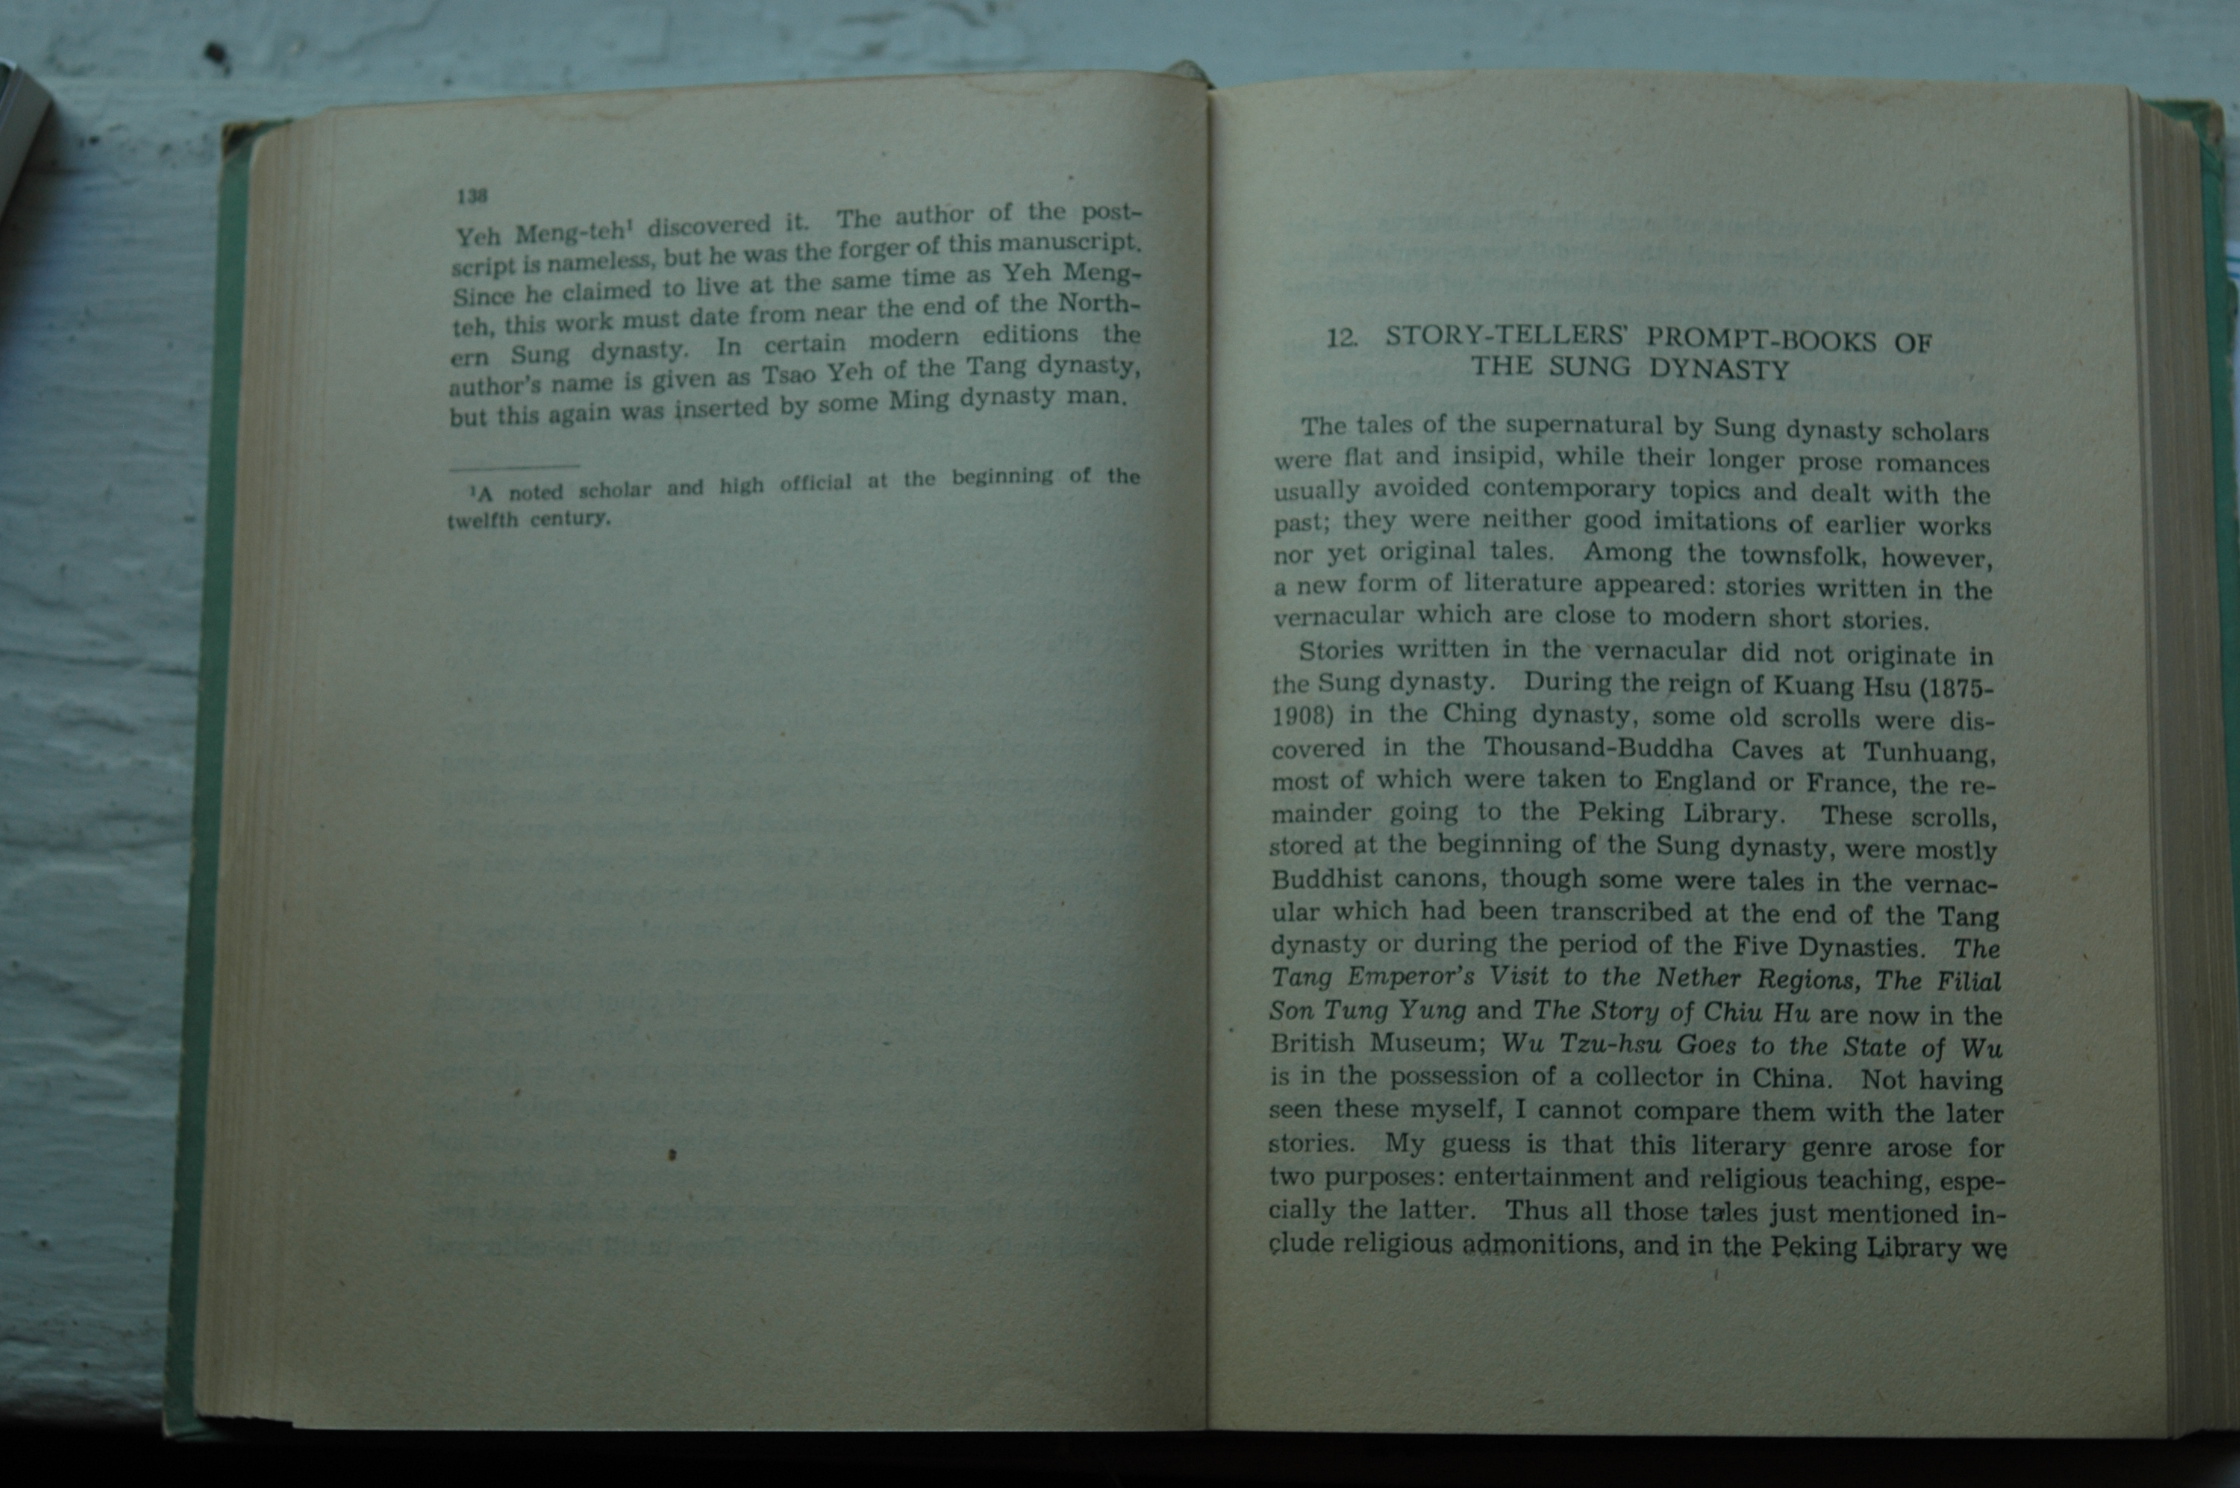 138
Yeh Meng-teh¹ discovered it. The author of the post-
script is nameless, but he was the forger of this manuscript.
Since he claimed to live at the same time as Yeh Meng-
teh, this work must date from near the end of the North-
ern Sung dynasty. In certain modern editions the
author's name is given as Tsao Yeh of the Tang dynasty,
but this again was inserted by some Ming dynasty man.
¹A noted scholar and high official at the beginning of the
twelfth century.
12. STORY-TELLERS' PROMPT-BOOKS OF
THE SUNG DYNASTY
The tales of the supernatural by Sung dynasty scholars
were flat and insipid, while their longer prose romances
usually avoided contemporary topics and dealt with the
past; they were neither good imitations of earlier works
nor yet original tales. Among the townsfolk, however,
a new form of literature appeared: stories written in the
vernacular which are close to modern short stories.
Stories written in the vernacular did not originate in
the Sung dynasty. During the reign of Kuang Hsu (1875-
1908) in the Ching dynasty, some old scrolls were dis-
covered in the Thousand-Buddha Caves at Tunhuang,
most of which were taken to England or France, the re-
mainder going to the Peking Library. These scrolls,
stored at the beginning of the Sung dynasty, were mostly
Buddhist canons, though some were tales in the vernac-
ular which had been transcribed at the end of the Tang
dynasty or during the period of the Five Dynasties. The
Tang Emperor's Visit to the Nether Regions, The Filial
Son Tung Yung and The Story of Chiu Hu are now in the
British Museum; Wu Tzu-hsu Goes to the State of Wu
is in the possession of a collector in China. Not having
seen these myself, I cannot compare them with the later
stories. My guess is that this literary genre arose for
two purposes: entertainment and religious teaching, espe-
cially the latter. Thus all those tales just mentioned in-
clude religious admonitions, and in the Peking Library we